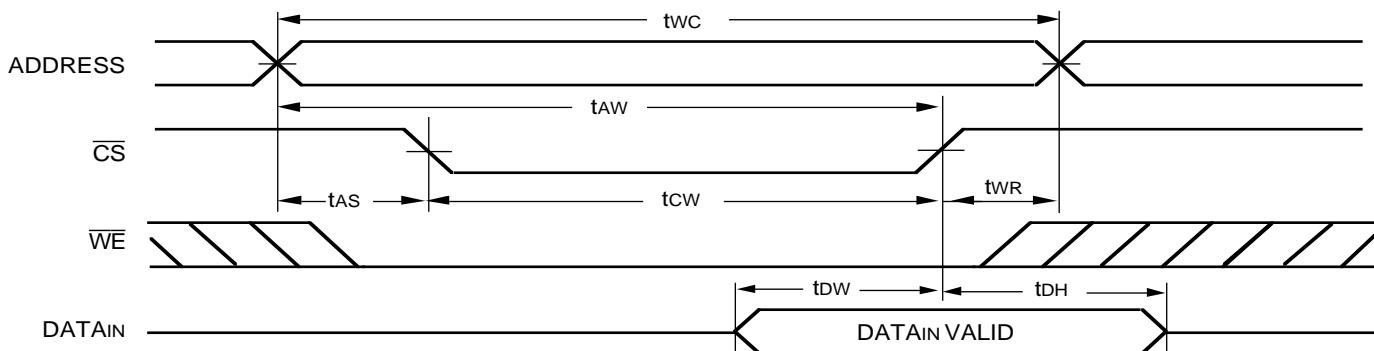 tWC
ADDRESS
tAW
CS
tAS
tCW
tWR
WE
tDW
tDH
DATAIN
DATAIN VALID